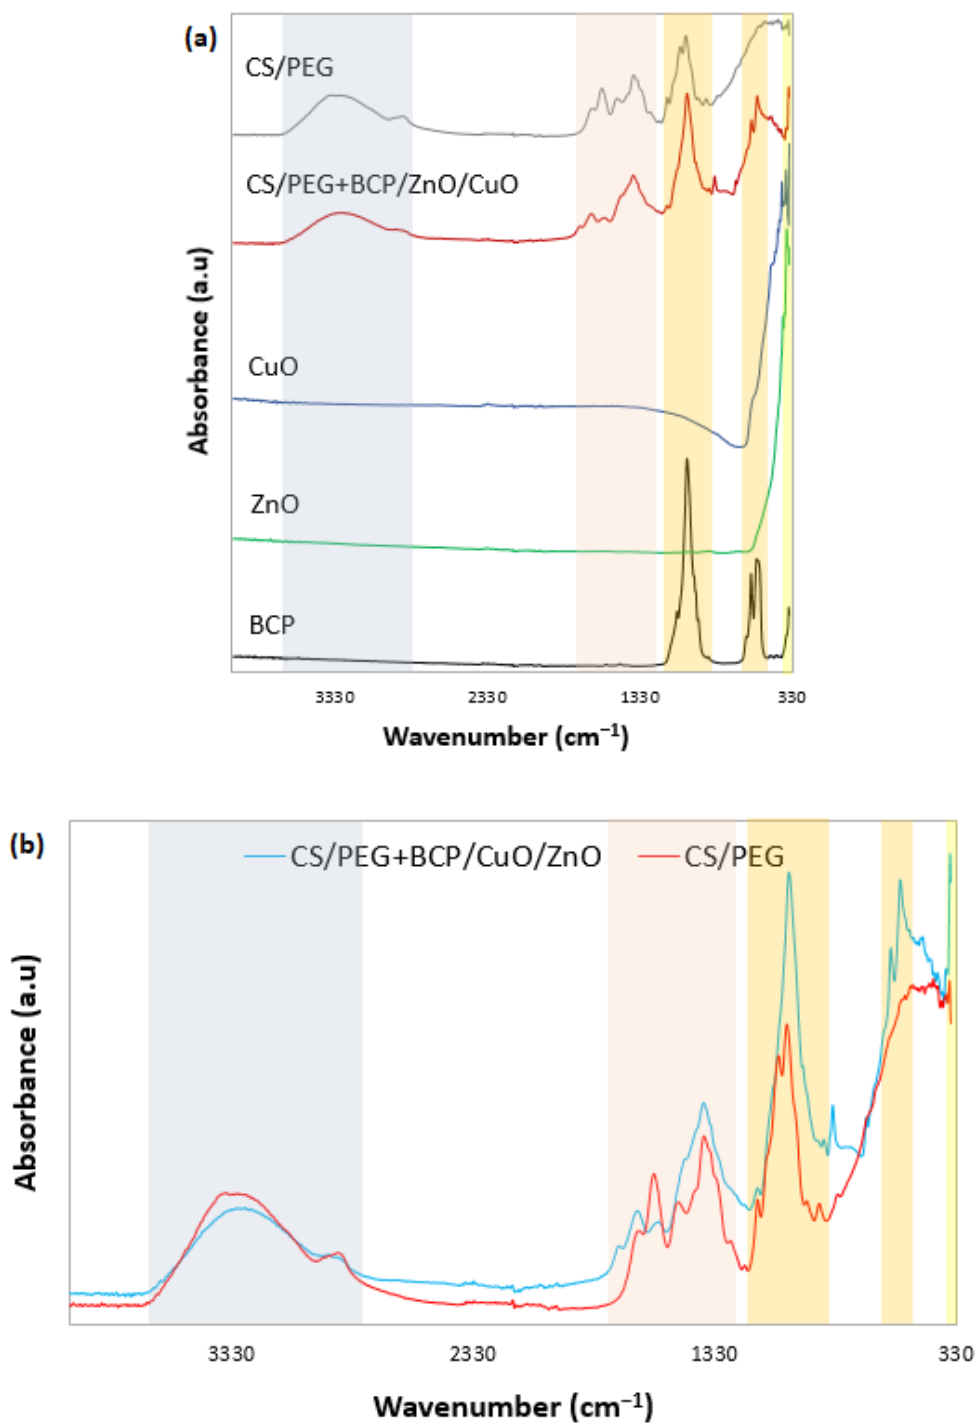 (a)
CS/PEG
CS/PEG+BCP/ZnO/CuO
CuO
ZnO
BCP
Absorbance (a.u)
3330 2330 1330 330
Wavenumber (cm⁻¹)
(b)
CS/PEG+BCP/CuO/ZnO CS/PEG
Absorbance (a.u)
3330 2330 1330 330
Wavenumber (cm⁻¹)